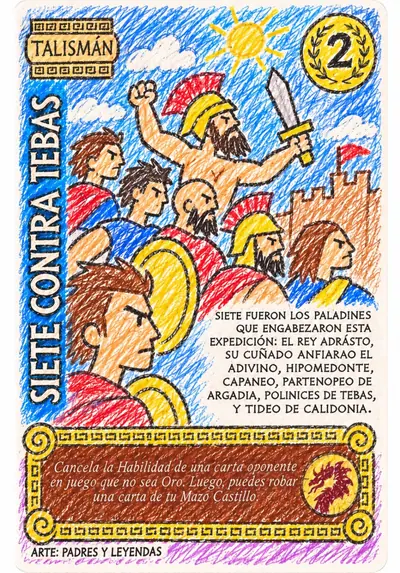 TALISMÁN
2
SIETE CONTRA TEBAS
SIETE FUERON LOS PALADINES
QUE ENGABEZARON ESTA
EXPEDICIÓN: EL REY ADRÁSTO,
SU CUÑADO ANFIARAO EL
ADIVINO, HIPOMEDONTE,
CAPANEO, PARTENOPEO DE
ARGADIA, POLINICES DE TEBAS,
Y TIDEO DE CALIDONIA.
Cancela la Habilidad de una carta oponente
en juego que no sea Oro. Luego, puedes robar
una carta de tu Mazo Castillo.
ARTE: PADRES Y LEYENDAS